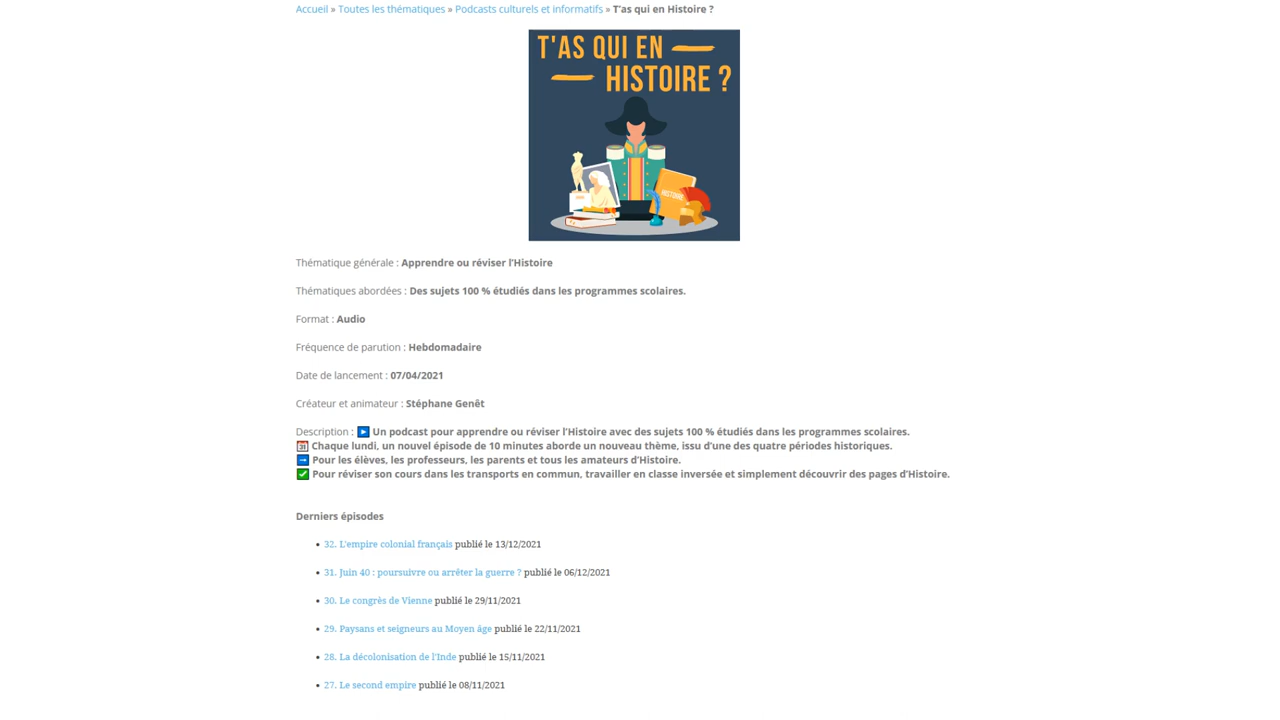 Accueil » Toutes les thématiques » Podcasts culturels et informatifs » T’as qui en Histoire ?
T'AS QUI EN
HISTOIRE ?
HISTOIRE
Thématique générale : Apprendre ou réviser l’Histoire
Thématiques abordées : Des sujets 100 % étudiés dans les programmes scolaires.
Format : Audio
Fréquence de parution : Hebdomadaire
Date de lancement : 07/04/2021
Créateur et animateur : Stéphane Genêt
Description : ▶️ Un podcast pour apprendre ou réviser l’Histoire avec des sujets 100 % étudiés dans les programmes scolaires.
📅 Chaque lundi, un nouvel épisode de 10 minutes aborde un nouveau thème, issu d’une des quatre périodes historiques.
➡️ Pour les élèves, les professeurs, les parents et tous les amateurs d’Histoire.
✅ Pour réviser son cours dans les transports en commun, travailler en classe inversée et simplement découvrir des pages d’Histoire.
Derniers épisodes
• 32. L'empire colonial français publié le 13/12/2021
• 31. Juin 40 : poursuivre ou arrêter la guerre ? publié le 06/12/2021
• 30. Le congrès de Vienne publié le 29/11/2021
• 29. Paysans et seigneurs au Moyen âge publié le 22/11/2021
• 28. La décolonisation de l'Inde publié le 15/11/2021
• 27. Le second empire publié le 08/11/2021